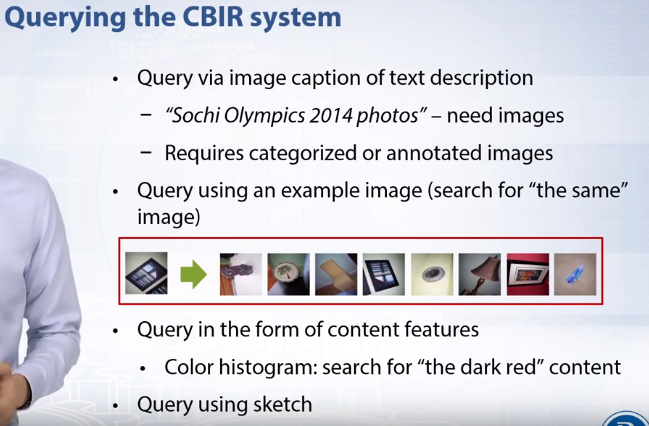 Querying the CBIR system
• Query via image caption of text description
– “Sochi Olympics 2014 photos” – need images
– Requires categorized or annotated images
• Query using an example image (search for “the same”
image)
• Query in the form of content features
• Color histogram: search for “the dark red” content
• Query using sketch